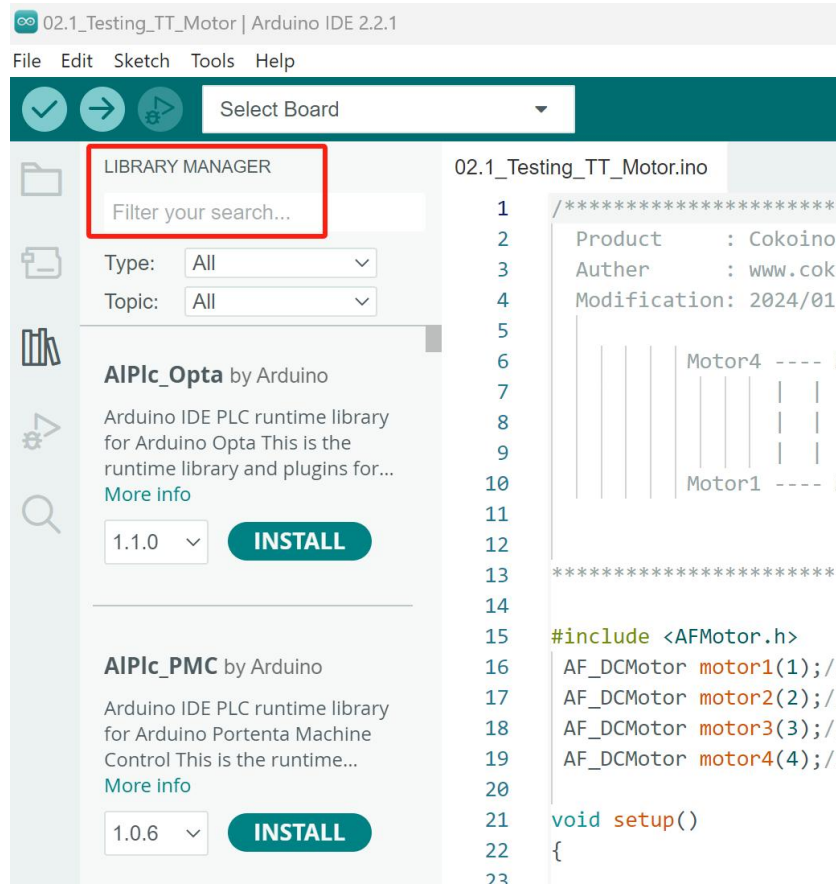 02.1_Testing_TT_Motor | Arduino IDE 2.2.1
File Edit Sketch Tools Help
Select Board
LIBRARY MANAGER
Filter your search...
Type: All
Topic: All
AIPlc_Opta by Arduino
Arduino IDE PLC runtime library
for Arduino Opta This is the
runtime library and plugins for...
More info
1.1.0 INSTALL
AIPlc_PMC by Arduino
Arduino IDE PLC runtime library
for Arduino Portenta Machine
Control This is the runtime...
More info
1.0.6 INSTALL
02.1_Testing_TT_Motor.ino
1 /***********************
2 Product : Cokoino
3 Auther : www.cok
4 Modification: 2024/01
5
6 Motor4 ----
7 | |
8 | |
9 | |
10 Motor1 ----
11
12
13 ***********************
14
15 #include <AFMotor.h>
16 AF_DCMotor motor1(1);/
17 AF_DCMotor motor2(2);/
18 AF_DCMotor motor3(3);/
19 AF_DCMotor motor4(4);/
20
21 void setup()
22 {
23